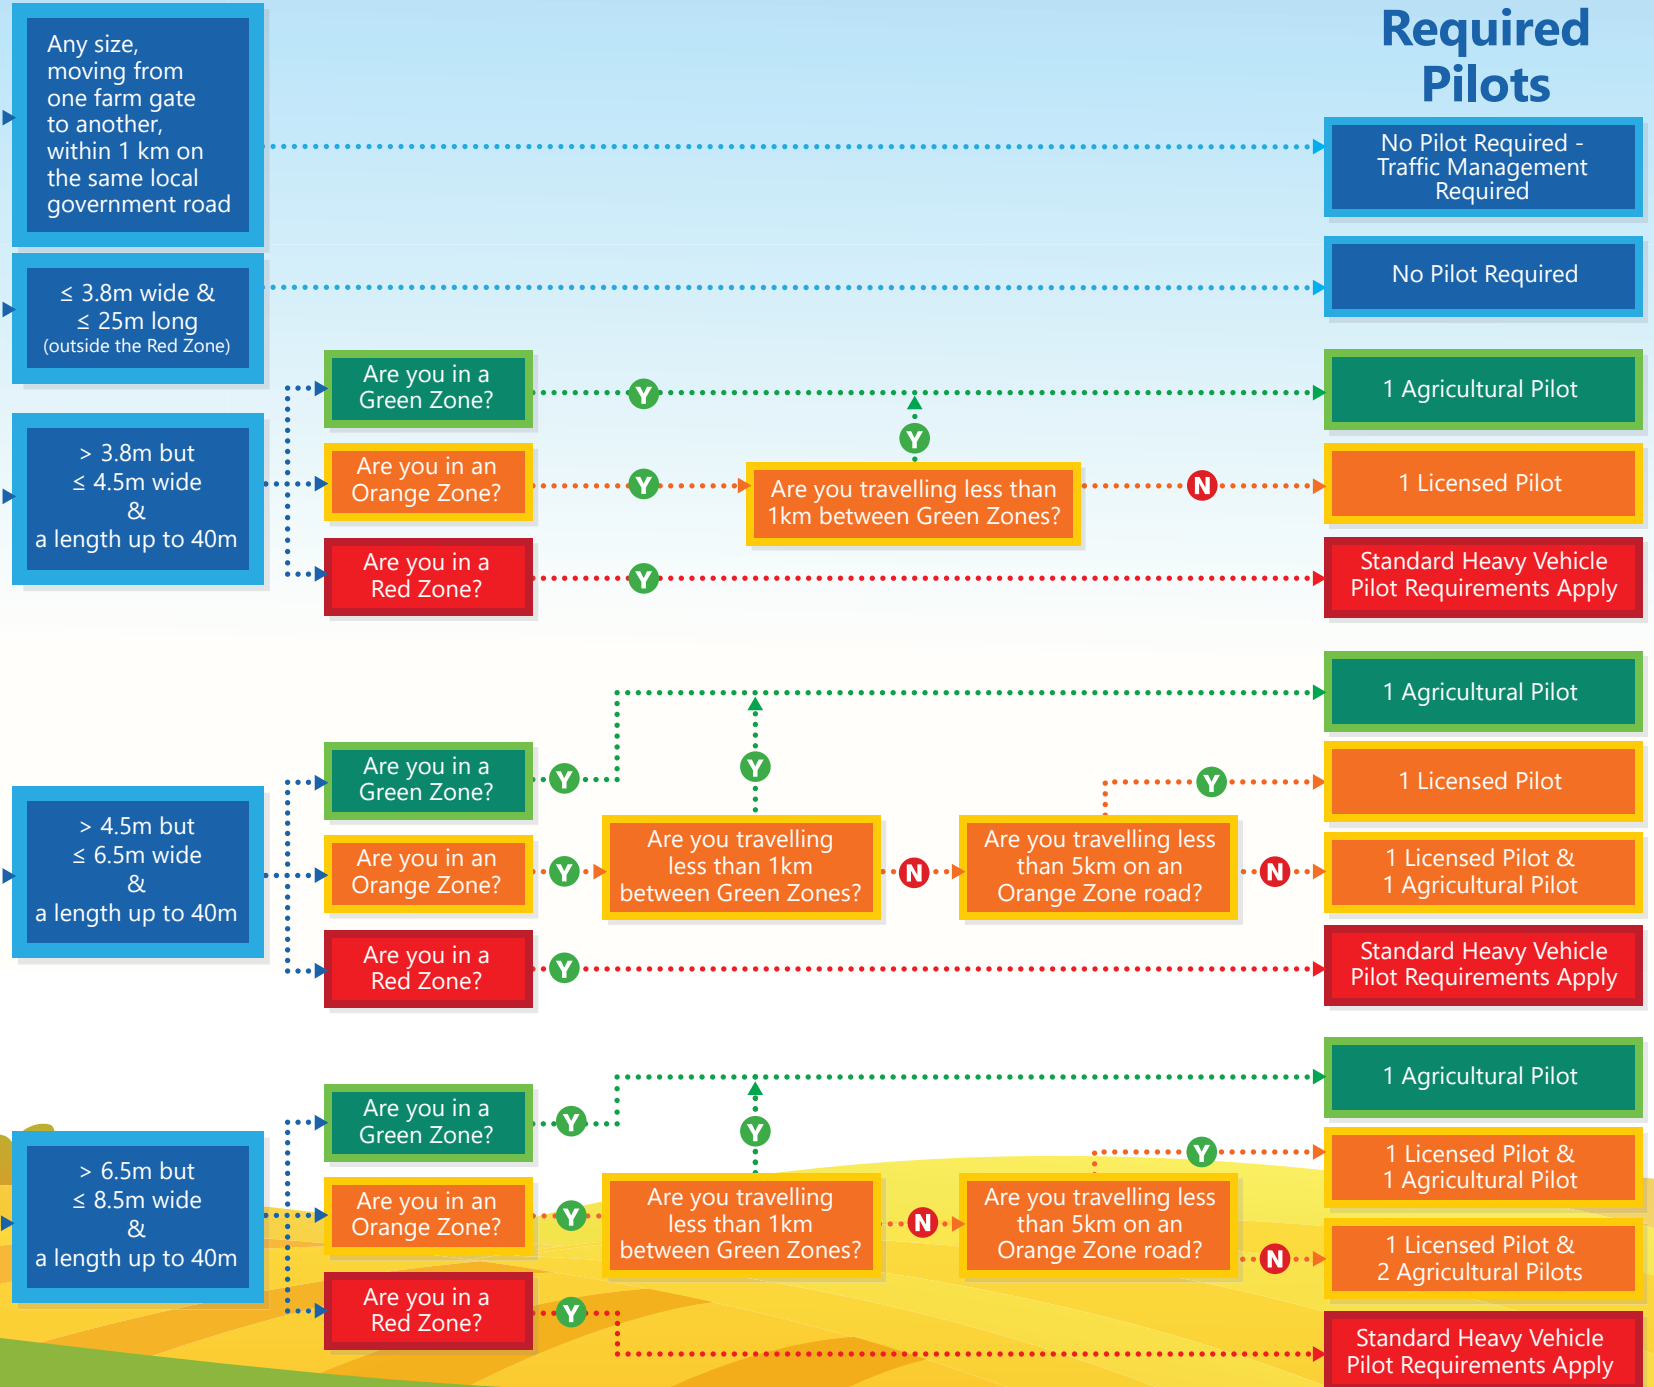 Required
Pilots
Any size,
moving from
one farm gate
to another,
within 1 km on
the same local
government road
No Pilot Required -
Traffic Management
Required
≤ 3.8m wide &
≤ 25m long
(outside the Red Zone)
No Pilot Required
> 3.8m but
≤ 4.5m wide
&
a length up to 40m
Are you in a
Green Zone?
Y
1 Agricultural Pilot
Are you in an
Orange Zone?
Y
Are you travelling less than
1km between Green Zones?
Y
N
1 Licensed Pilot
Are you in a
Red Zone?
Y
Standard Heavy Vehicle
Pilot Requirements Apply
> 4.5m but
≤ 6.5m wide
&
a length up to 40m
Are you in a
Green Zone?
Y
1 Agricultural Pilot
Are you in an
Orange Zone?
Y
Are you travelling
less than 1km
between Green Zones?
Y
N
Are you travelling less
than 5km on an
Orange Zone road?
Y
1 Licensed Pilot
N
1 Licensed Pilot &
1 Agricultural Pilot
Are you in a
Red Zone?
Y
Standard Heavy Vehicle
Pilot Requirements Apply
> 6.5m but
≤ 8.5m wide
&
a length up to 40m
Are you in a
Green Zone?
Y
1 Agricultural Pilot
Are you in an
Orange Zone?
Y
Are you travelling
less than 1km
between Green Zones?
Y
N
Are you travelling less
than 5km on an
Orange Zone road?
Y
1 Licensed Pilot &
1 Agricultural Pilot
N
1 Licensed Pilot &
2 Agricultural Pilots
Are you in a
Red Zone?
Y
Standard Heavy Vehicle
Pilot Requirements Apply